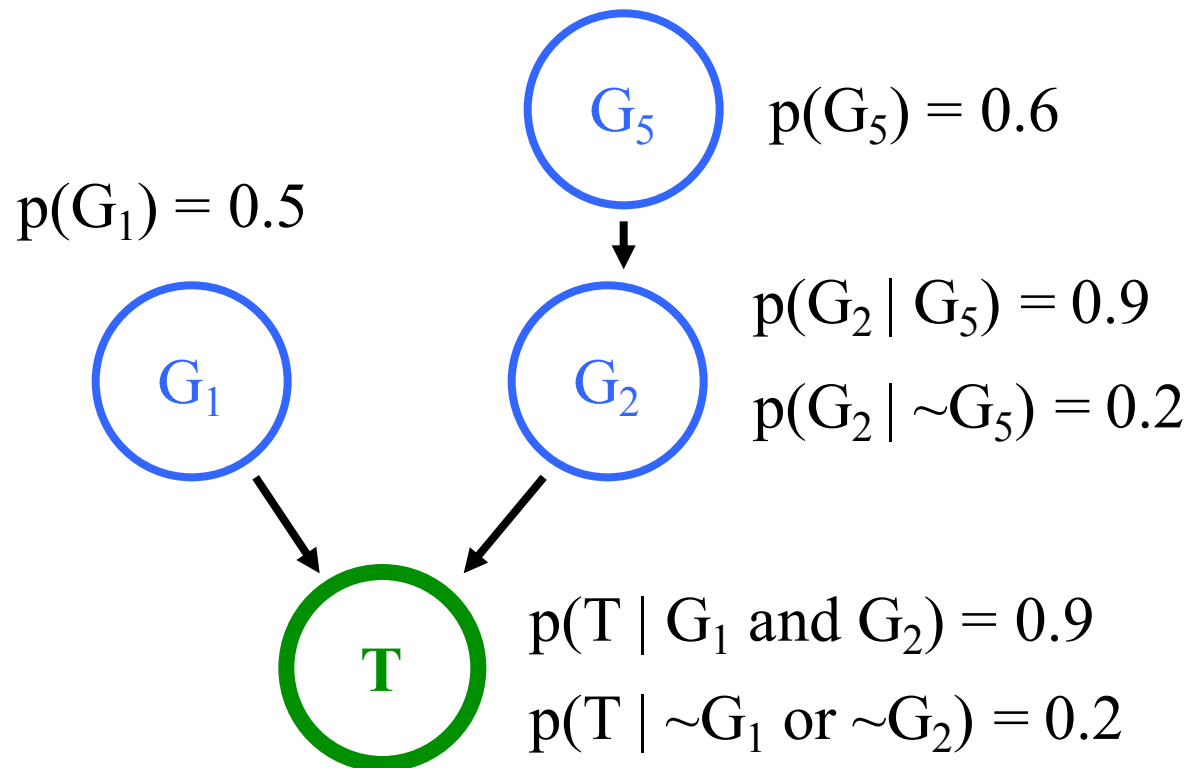 G₅
p(G₅) = 0.6
p(G₁) = 0.5
G₁
G₂
p(G₂ | G₅) = 0.9
p(G₂ | ~G₅) = 0.2
T
p(T | G₁ and G₂) = 0.9
p(T | ~G₁ or ~G₂) = 0.2